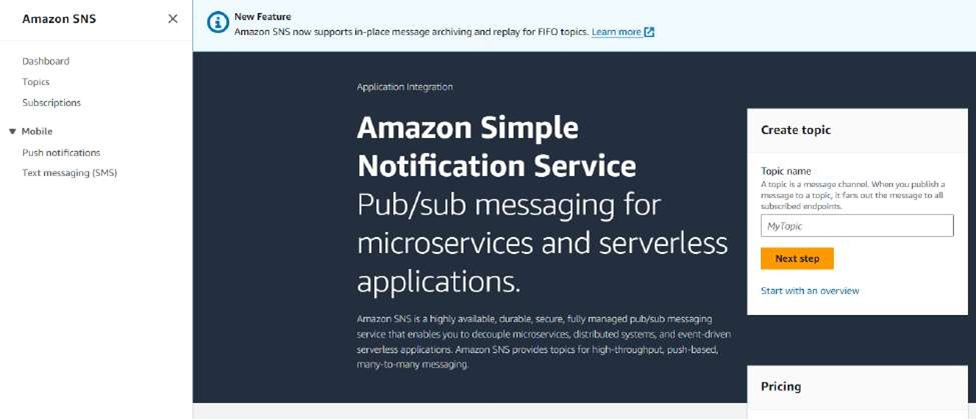 Amazon SNS
Dashboard
Topics
Subscriptions
Mobile
Push notifications
Text messaging (SMS)
New Feature
Amazon SNS now supports in-place message archiving and replay for FIFO topics. Learn more
Application Integration
Amazon Simple
Notification Service
Pub/sub messaging for
microservices and serverless
applications.
Amazon SNS is a highly available, durable, secure, fully managed pub/sub messaging
service that enables you to decouple microservices, distributed systems, and event-driven
serverless applications. Amazon SNS provides topics for high-throughput, push-based,
many-to-many messaging.
Create topic
Topic name
A topic is a message channel. When you publish a
message to a topic, it fans out the message to all
subscribed endpoints.
MyTopic
Next step
Start with an overview
Pricing